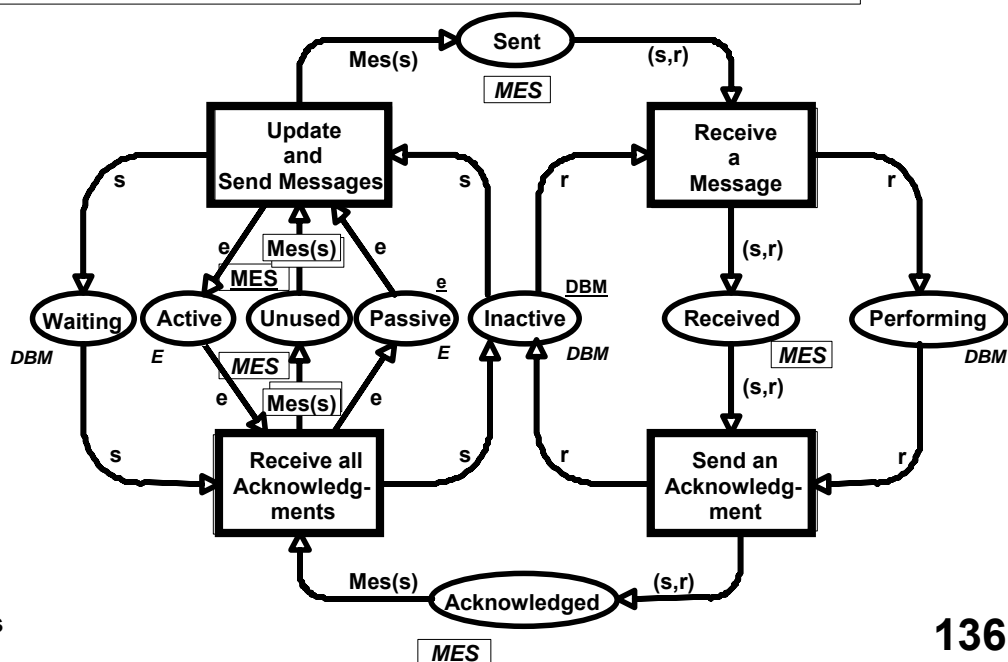 Sent
Mes(s)
(s,r)
MES
Update
and
Send Messages
Receive
a
Message
s
s
r
r
e
Mes(s)
e
(s,r)
MES
e
DBM
Waiting
Active
Unused
Passive
Inactive
Received
Performing
DBM
E
MES
E
DBM
MES
DBM
e
Mes(s)
e
(s,r)
s
s
r
r
Receive all
Acknowledg-
ments
Send an
Acknowledg-
ment
Mes(s)
(s,r)
Acknowledged
s
MES
136